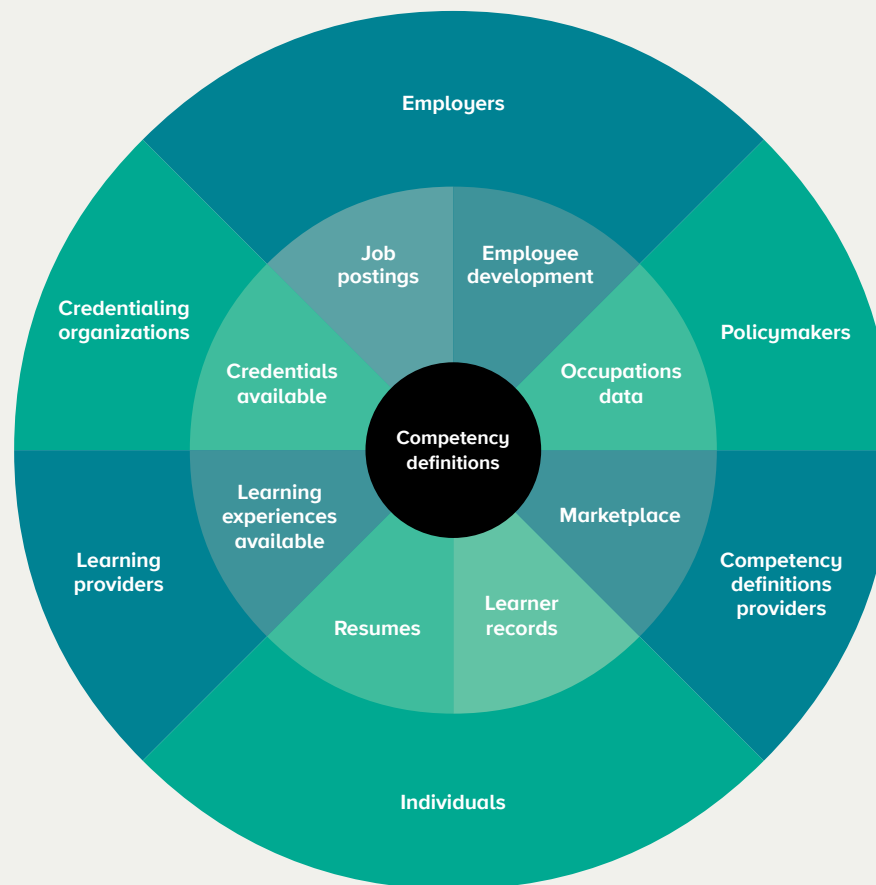 Employers
Job
postings
Employee
development
Credentialing
organizations
Policymakers
Credentials
available
Occupations
data
Competency
definitions
Learning
experiences
available
Marketplace
Learning
providers
Competency
definitions
providers
Resumes
Learner
records
Individuals